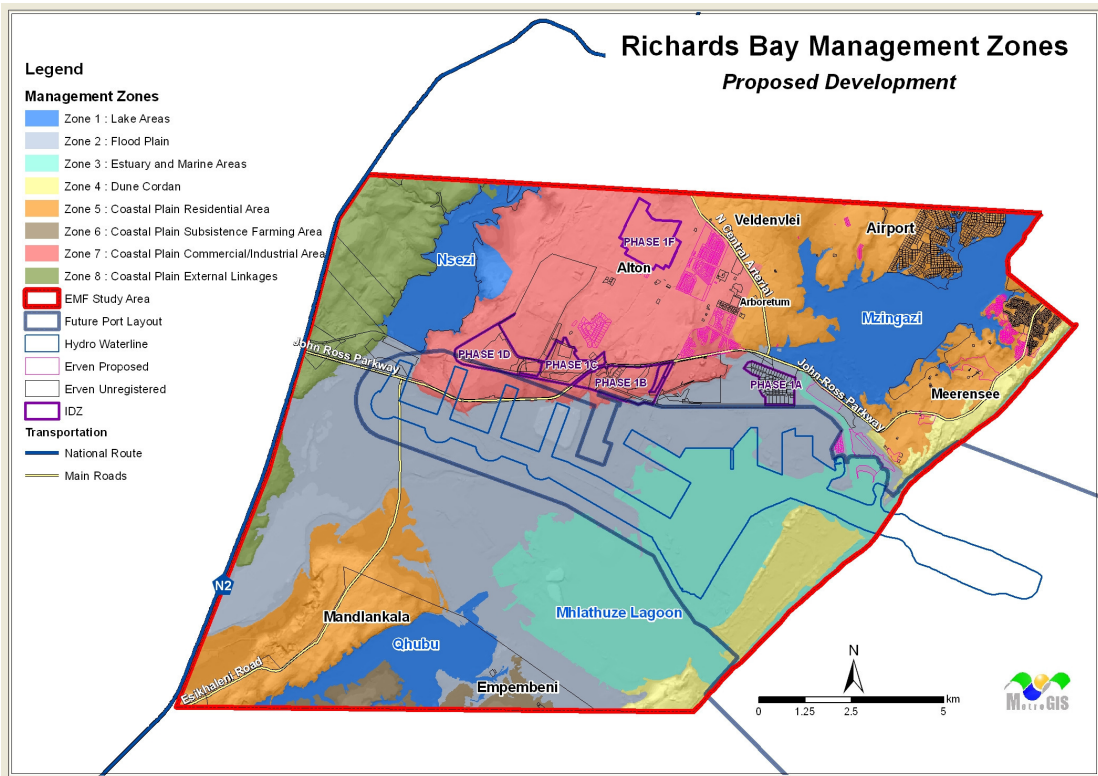 Richards Bay Management Zones
Proposed Development
Legend
Management Zones
Zone 1 : Lake Areas
Zone 2 : Flood Plain
Zone 3 : Estuary and Marine Areas
Zone 4 : Dune Cordan
Zone 5 : Coastal Plain Residential Area
Zone 6 : Coastal Plain Subsistence Farming Area
Zone 7 : Coastal Plain Commercial/Industrial Area
Zone 8 : Coastal Plain External Linkages
EMF Study Area
Future Port Layout
Hydro Waterline
Erven Proposed
Erven Unregistered
IDZ
Transportation
National Route
Main Roads
Veldenvlei
Airport
N Central Arterial
PHASE 1F
Nsezi
Alton
Arboretum
Mzingazi
John Ross Parkway
PHASE 1D
PHASE 1C
PHASE 1B
PHASE 1A
John Ross Parkway
Meerensee
N2
Mandlankala
Mhlathuze Lagoon
Qhubu
Esikhaleni Road
Empembeni
N
km
0 1.25 2.5 5
MetroGIS